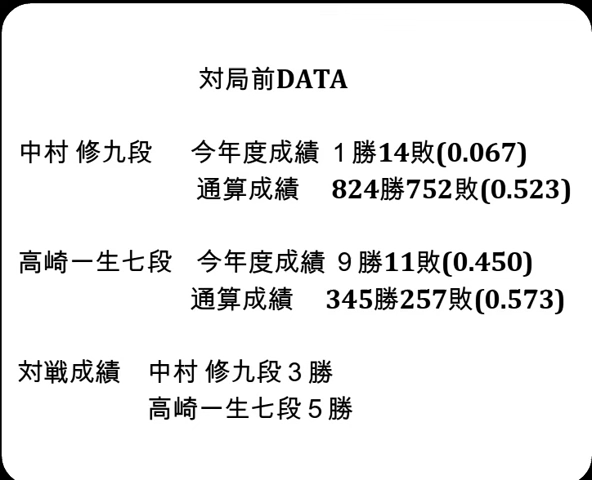 対局前DATA
中村 修九段 今年度成績 1勝14敗(0.067)
通算成績 824勝752敗(0.523)
高崎一生七段 今年度成績 9勝11敗(0.450)
通算成績 345勝257敗(0.573)
対戦成績 中村 修九段3勝
高崎一生七段5勝